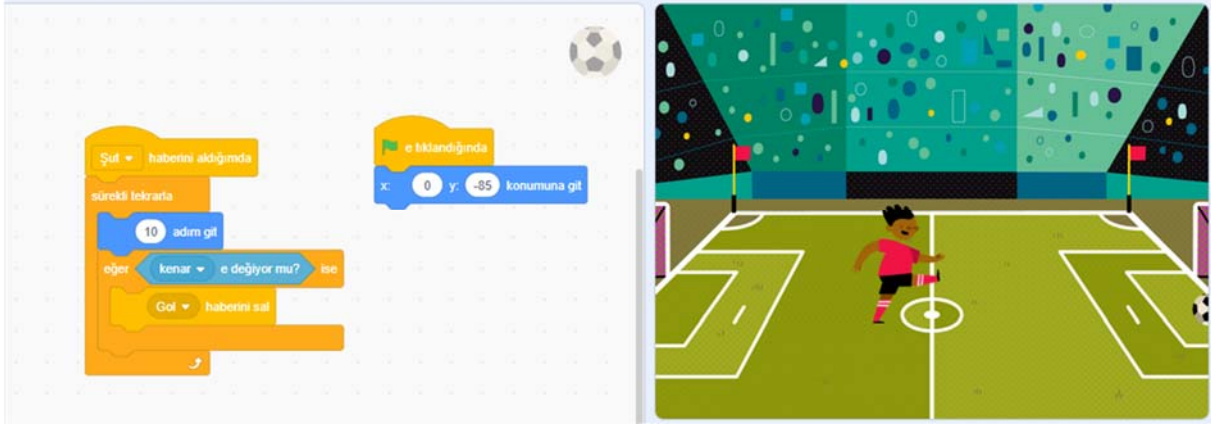 Şut haberini aldığımda
sürekli tekrarla
10 adım git
eğer kenar e değiyor mu? ise
Gol haberini sal
e tıklandığında
x: 0 y: -85 konumuna git